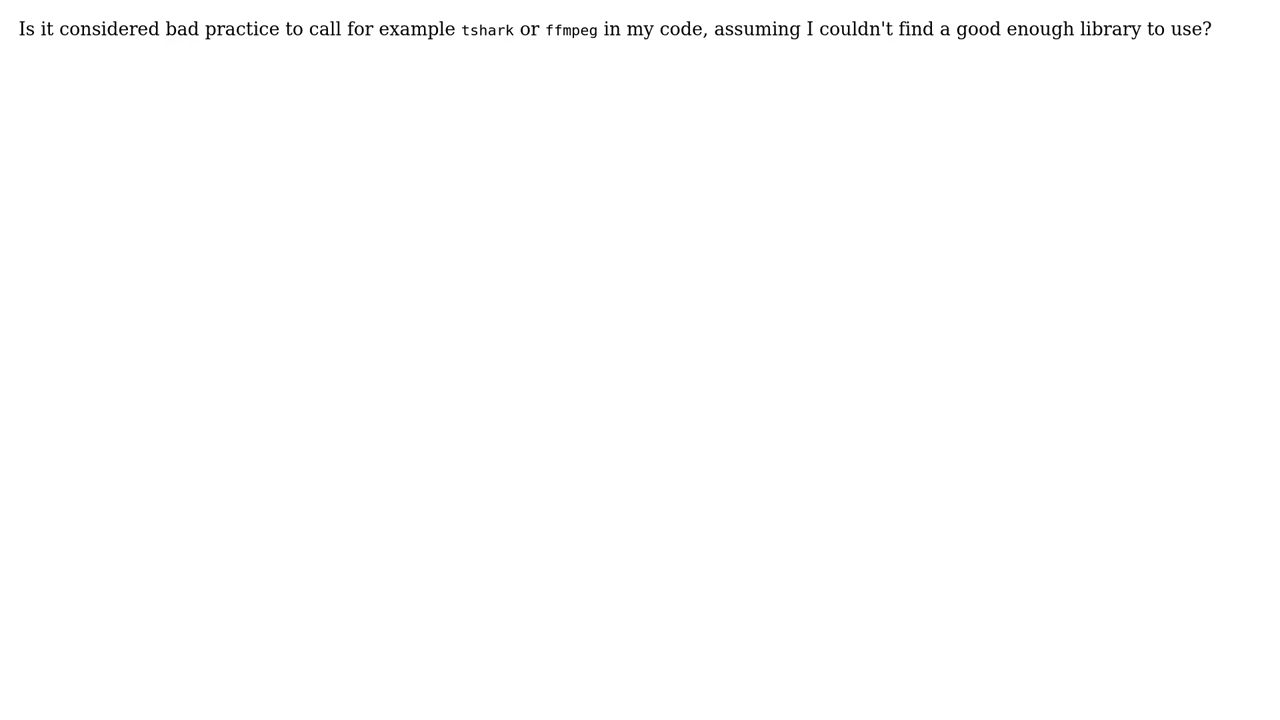 Is it considered bad practice to call for example tshark or ffmpeg in my code, assuming I couldn't find a good enough library to use?